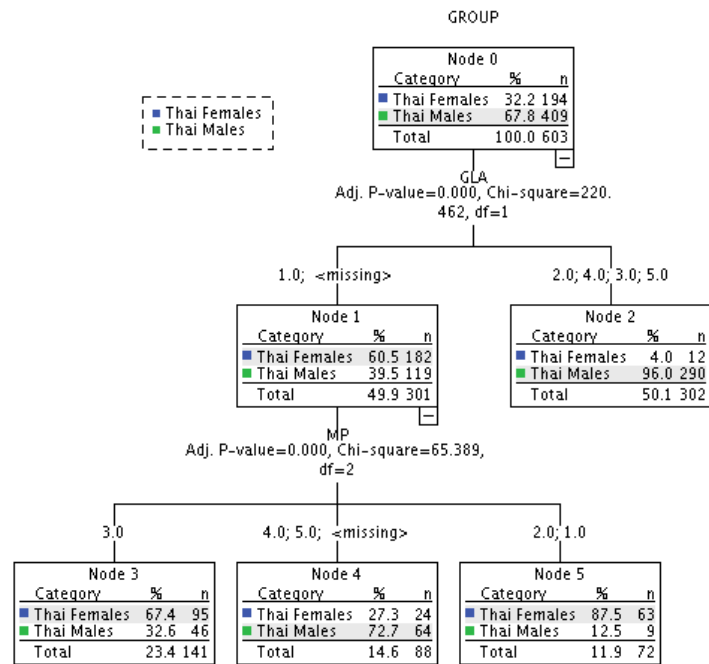 GROUP
Node 0
Category % n
Thai Females 32.2 194
Thai Males 67.8 409
Total 100.0 603
Thai Females
Thai Males
GLA
Adj. P-value=0.000, Chi-square=220.
462, df=1
1.0; <missing>
2.0; 4.0; 3.0; 5.0
Node 1
Category % n
Thai Females 60.5 182
Thai Males 39.5 119
Total 49.9 301
Node 2
Category % n
Thai Females 4.0 12
Thai Males 96.0 290
Total 50.1 302
MP
Adj. P-value=0.000, Chi-square=65.389,
df=2
3.0
4.0; 5.0; <missing>
2.0; 1.0
Node 3
Category % n
Thai Females 67.4 95
Thai Males 32.6 46
Total 23.4 141
Node 4
Category % n
Thai Females 27.3 24
Thai Males 72.7 64
Total 14.6 88
Node 5
Category % n
Thai Females 87.5 63
Thai Males 12.5 9
Total 11.9 72